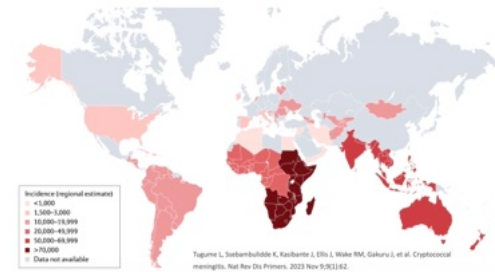 Incidence (regional estimate)
<1,000
1,500–3,000
10,000–19,999
20,000–49,999
50,000–69,999
>70,000
Data not available
Tugume L, Ssebambulidde K, Kasibante J, Ellis J, Wake RM, Gakuru J, et al. Cryptococcal
meningitis. Nat Rev Dis Primers. 2023 Nov 9;9(1):62.